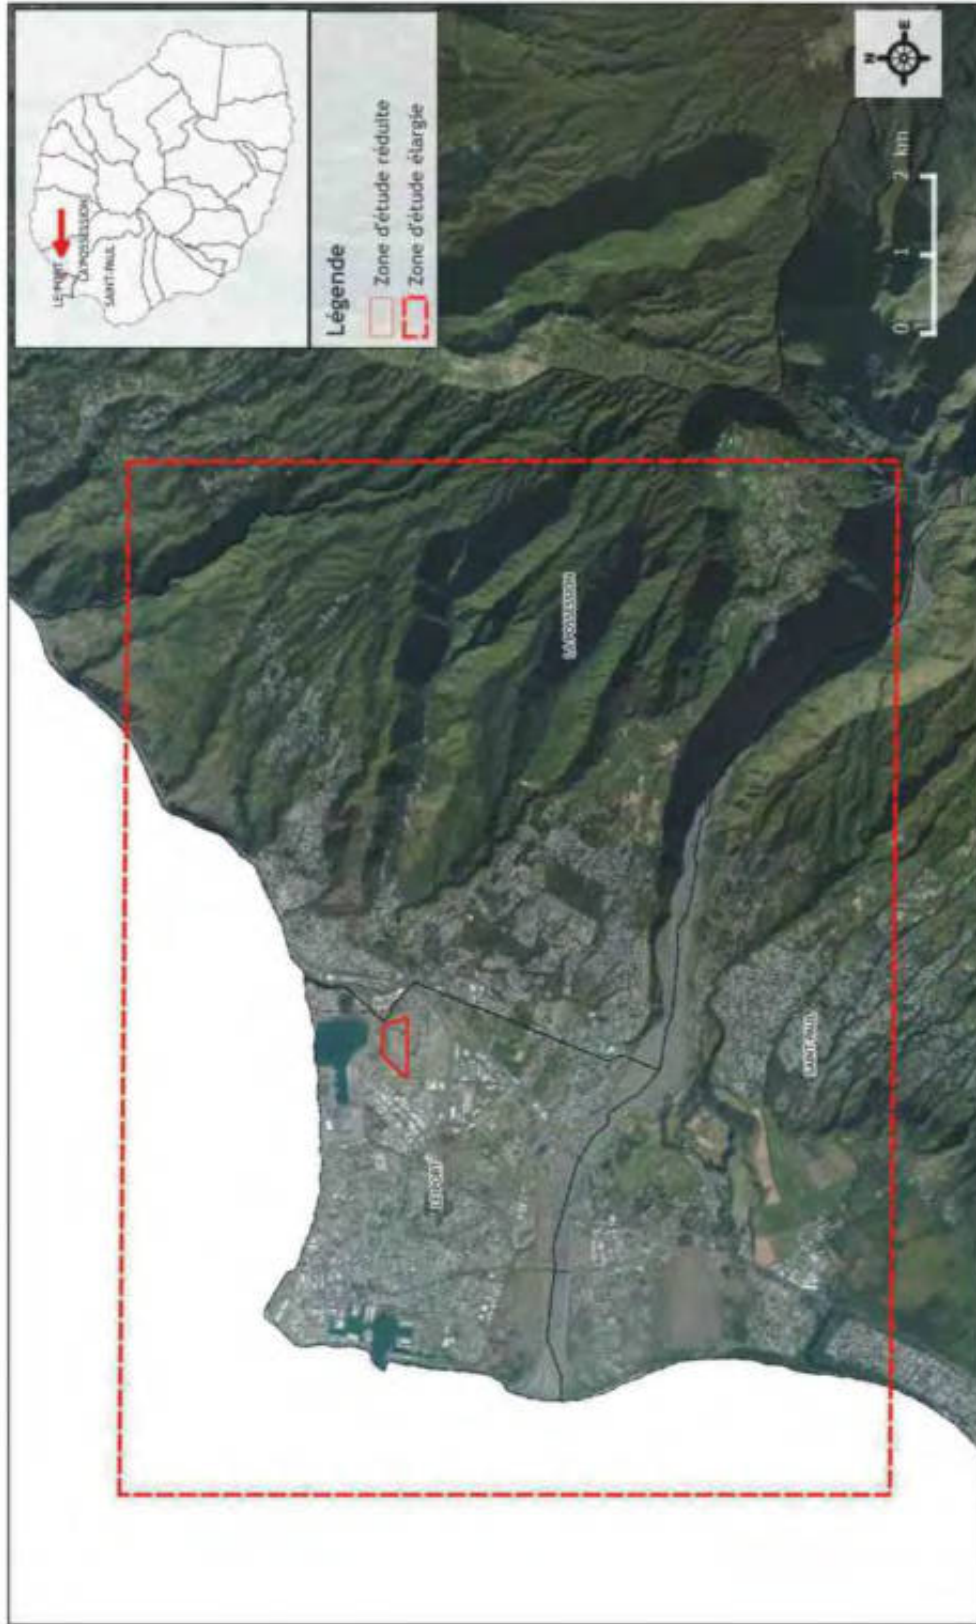 LE PORT
LA POSSESSION
SAINT-PAUL
Légende
Zone d'étude réduite
Zone d'étude élargie
N
E
0 1 2 km
LA POSSESSION
LE PORT
SAINT-PAUL